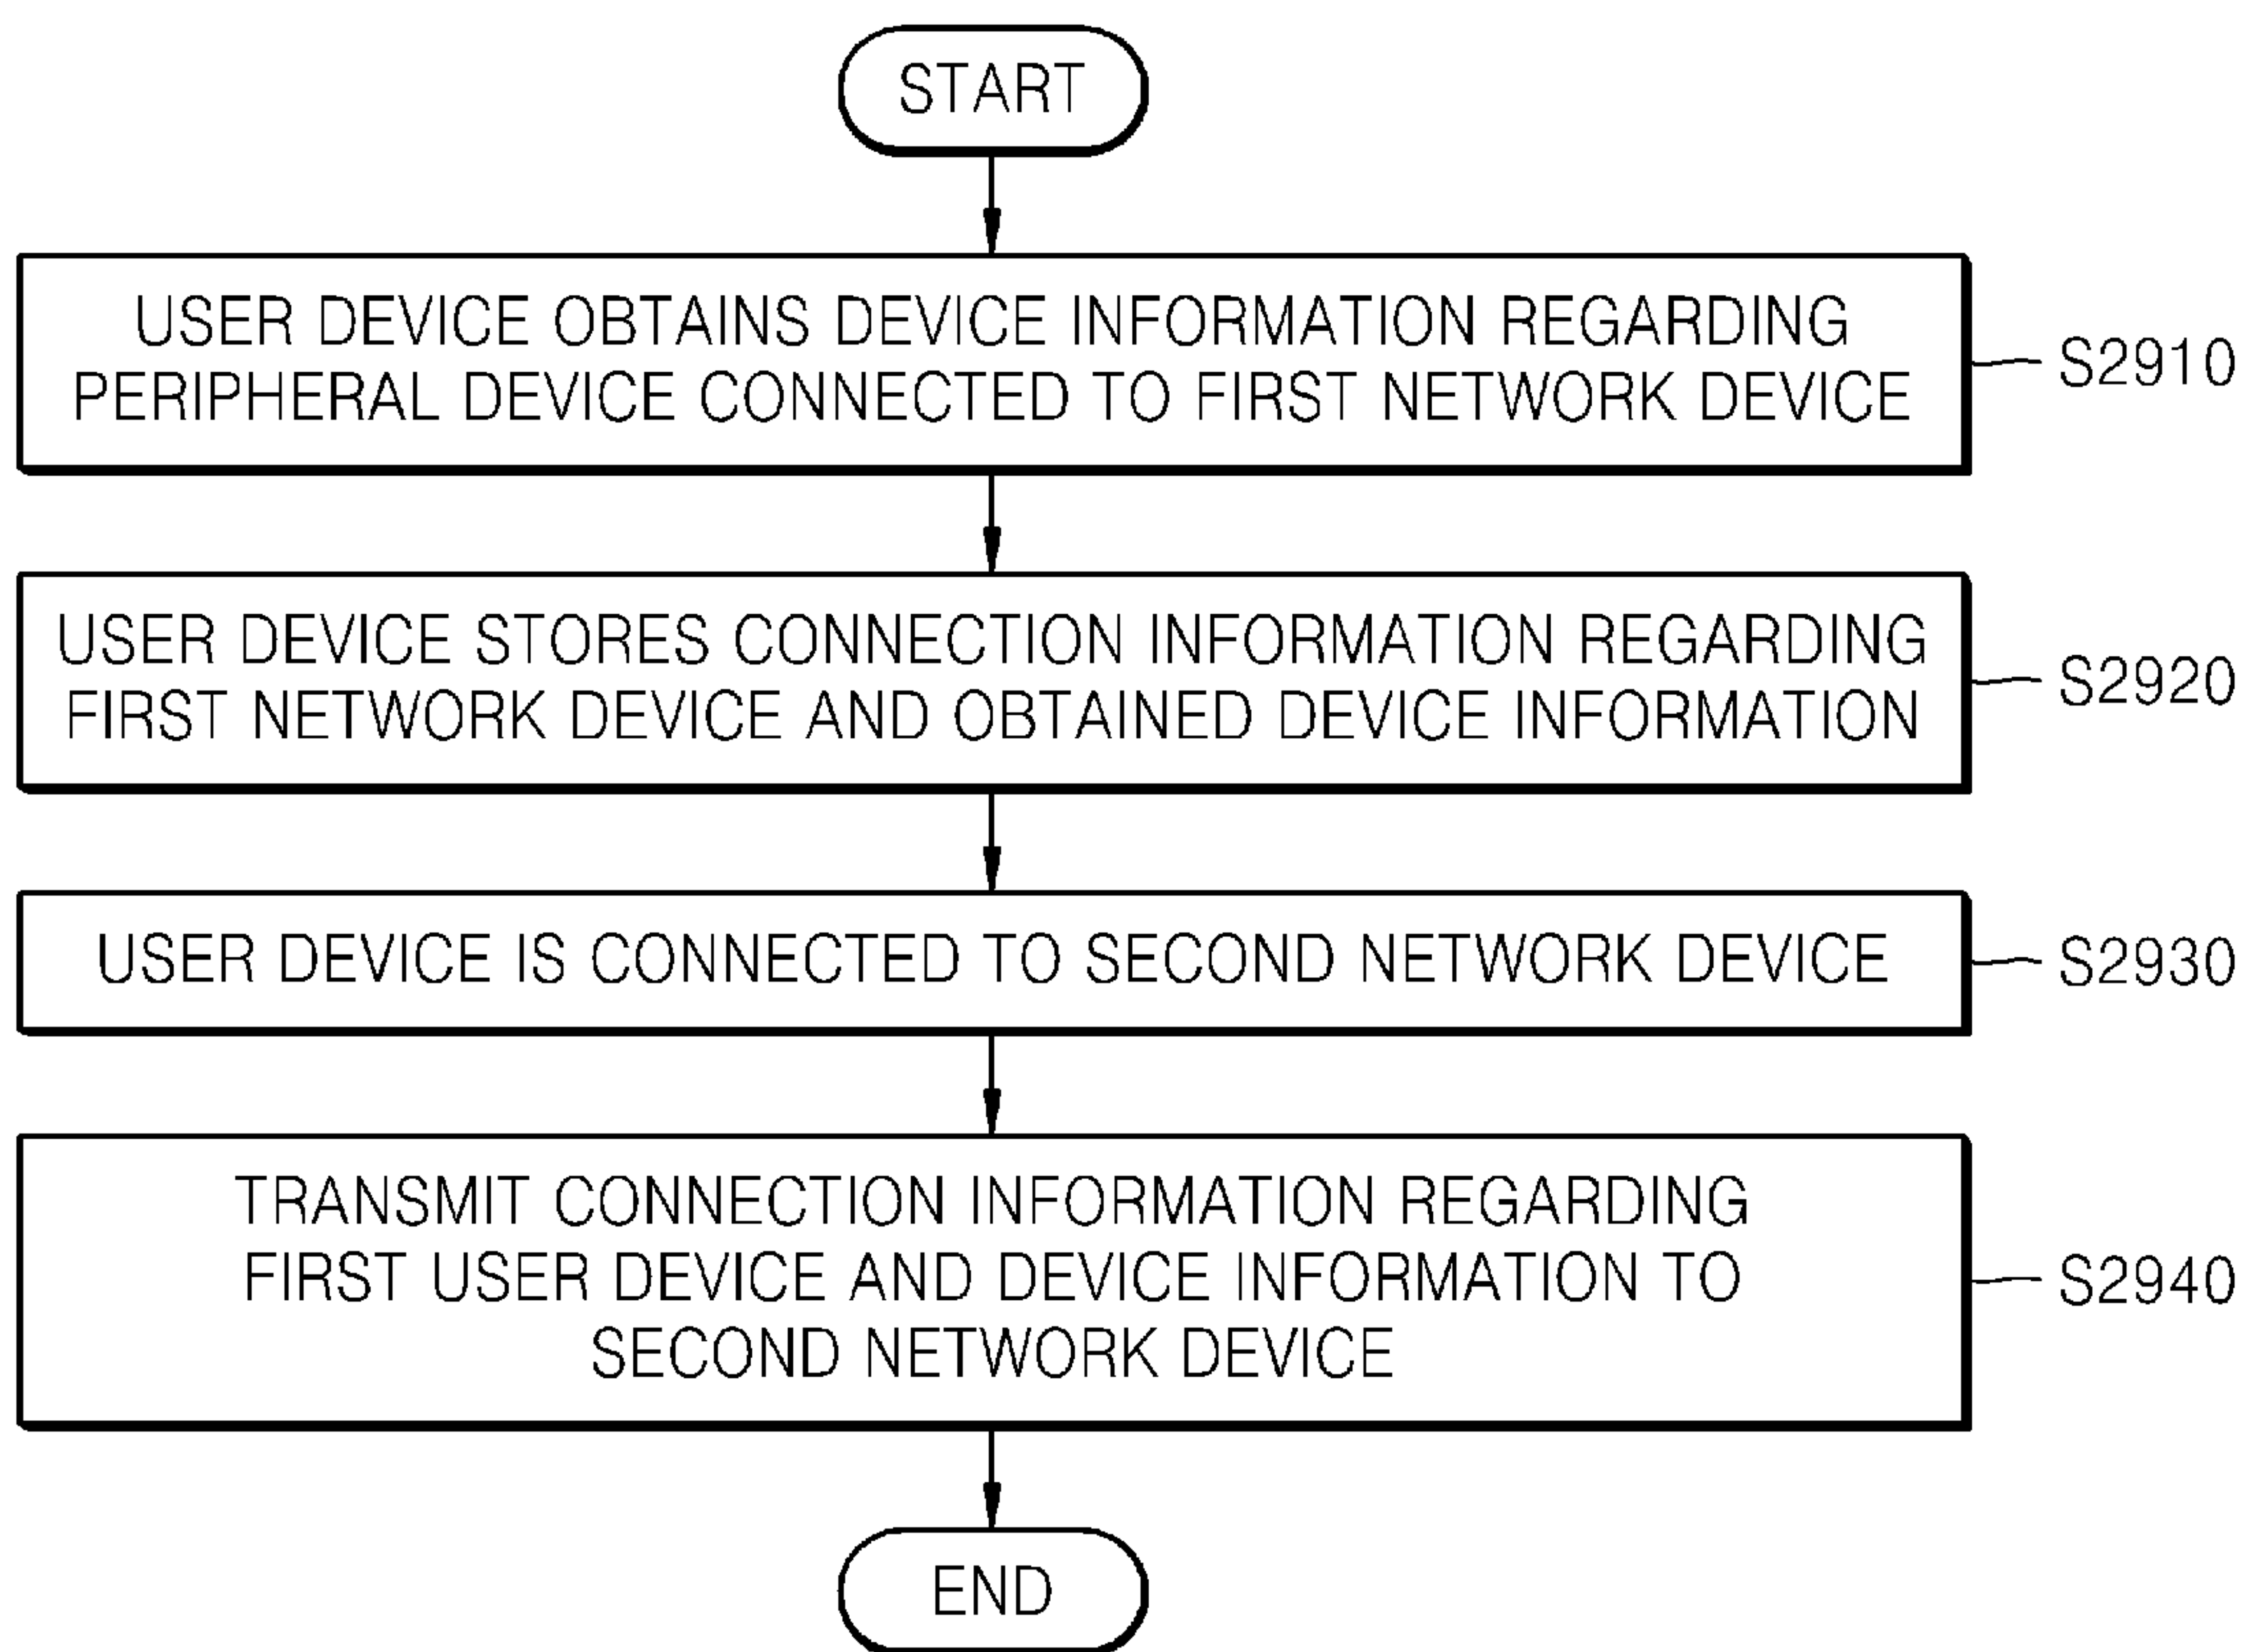 START
USER DEVICE OBTAINS DEVICE INFORMATION REGARDING
PERIPHERAL DEVICE CONNECTED TO FIRST NETWORK DEVICE
S2910
USER DEVICE STORES CONNECTION INFORMATION REGARDING
FIRST NETWORK DEVICE AND OBTAINED DEVICE INFORMATION
S2920
USER DEVICE IS CONNECTED TO SECOND NETWORK DEVICE
S2930
TRANSMIT CONNECTION INFORMATION REGARDING
FIRST USER DEVICE AND DEVICE INFORMATION TO
SECOND NETWORK DEVICE
S2940
END